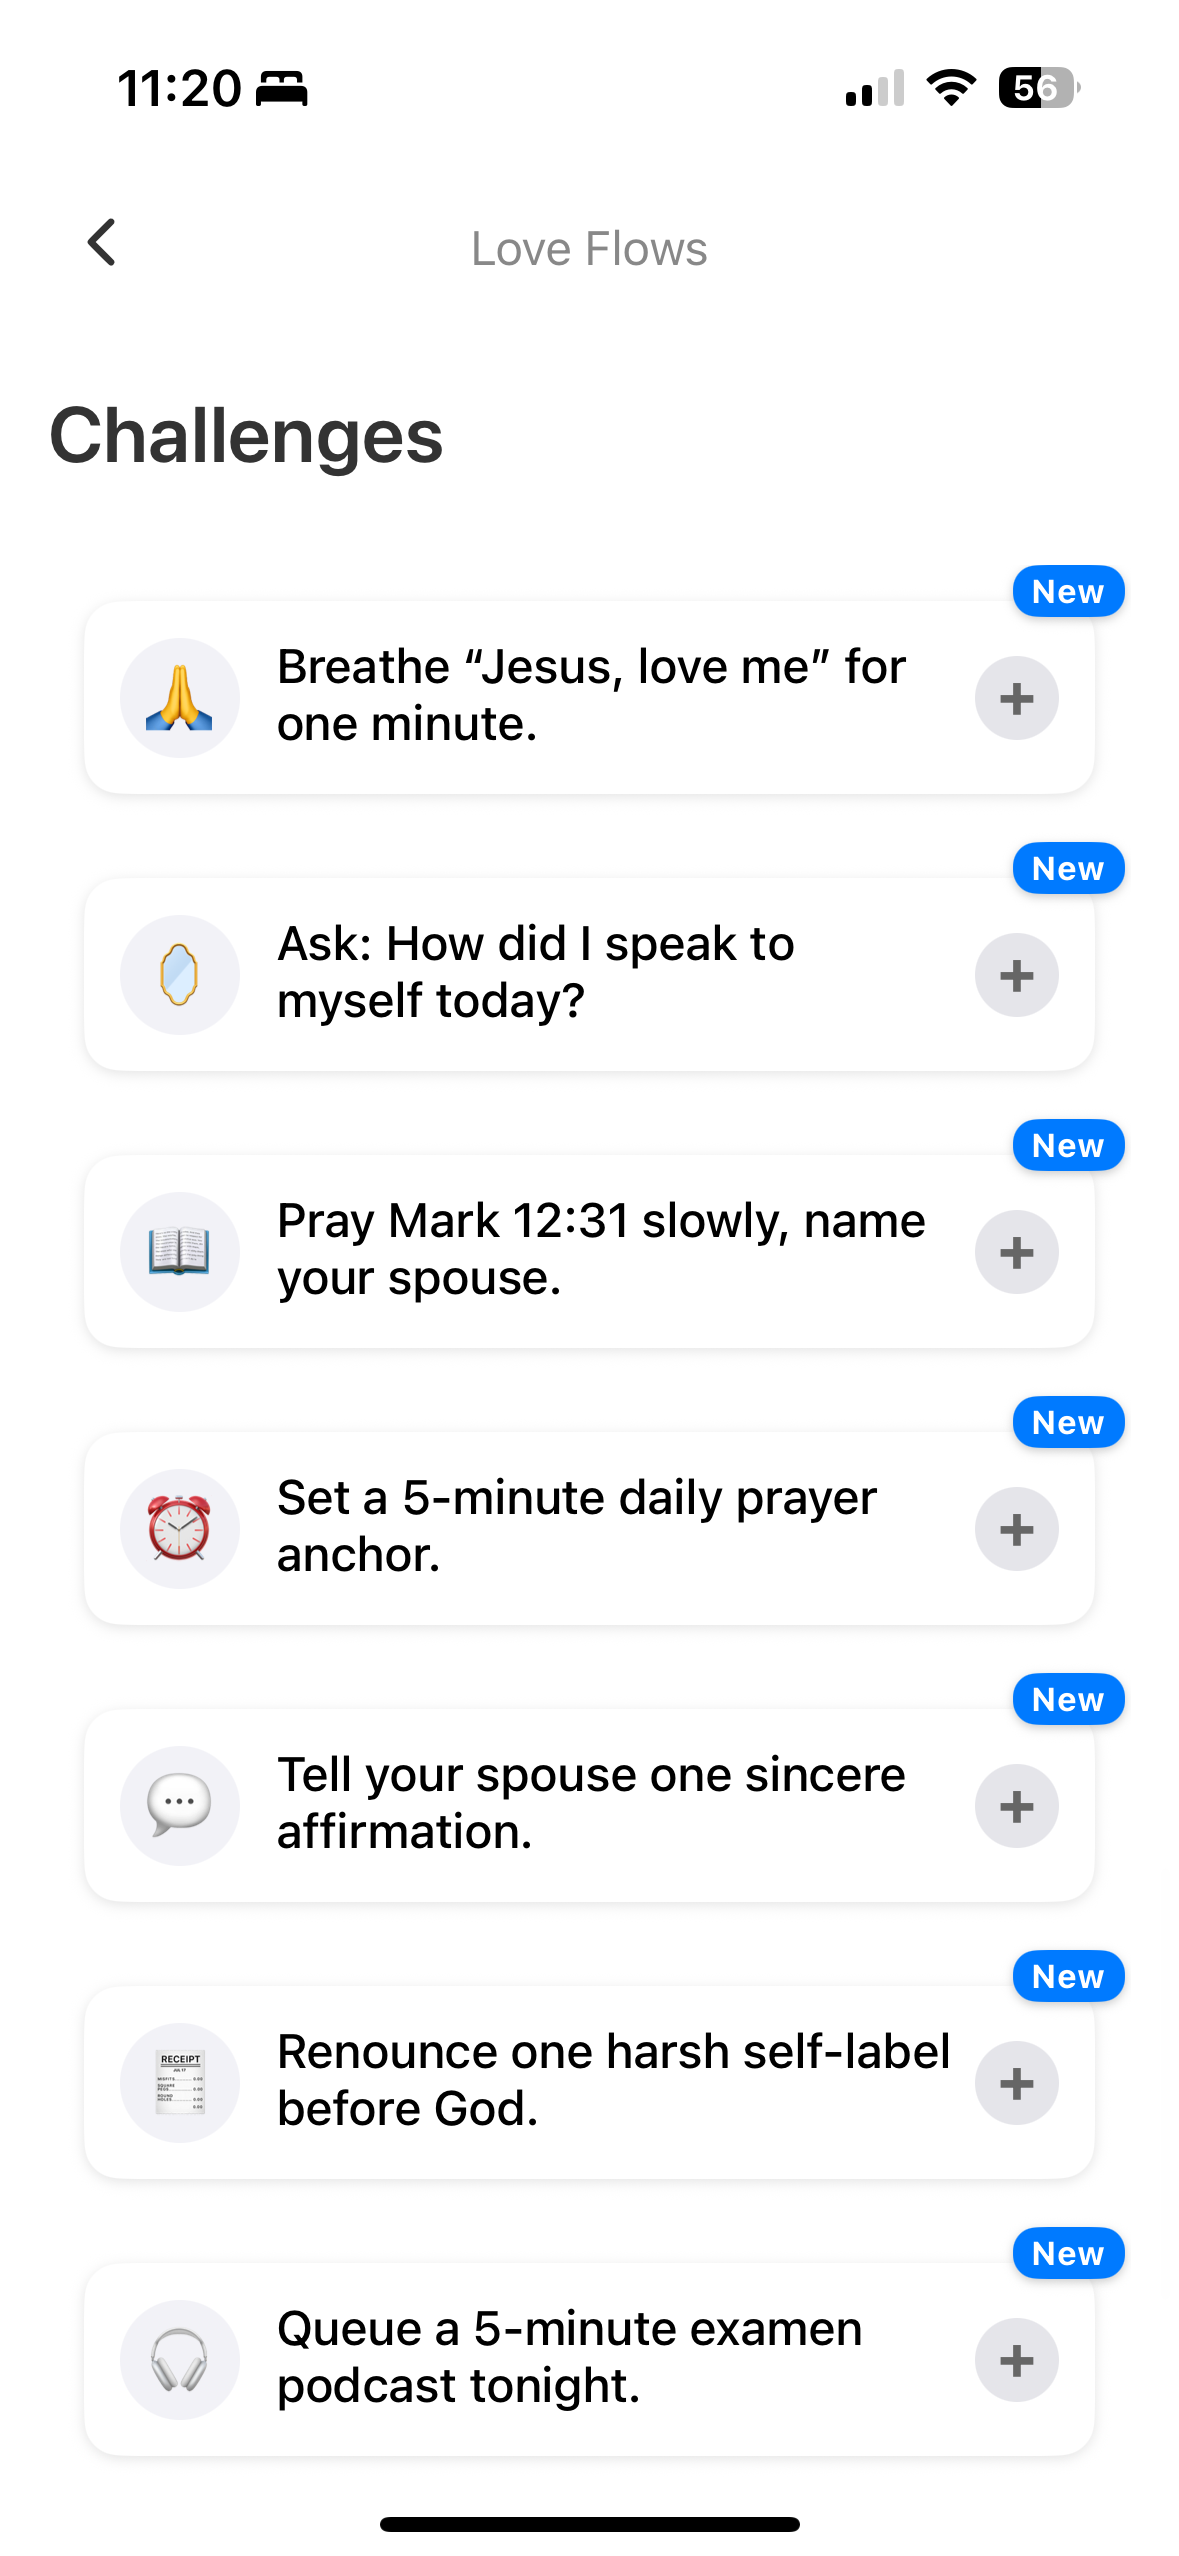 11:20
56
Love Flows
Challenges
New
Breathe “Jesus, love me” for
one minute.
New
Ask: How did I speak to
myself today?
New
Pray Mark 12:31 slowly, name
your spouse.
New
Set a 5-minute daily prayer
anchor.
New
Tell your spouse one sincere
affirmation.
New
RECEIPT
Renounce one harsh self-label
before God.
New
Queue a 5-minute examen
podcast tonight.